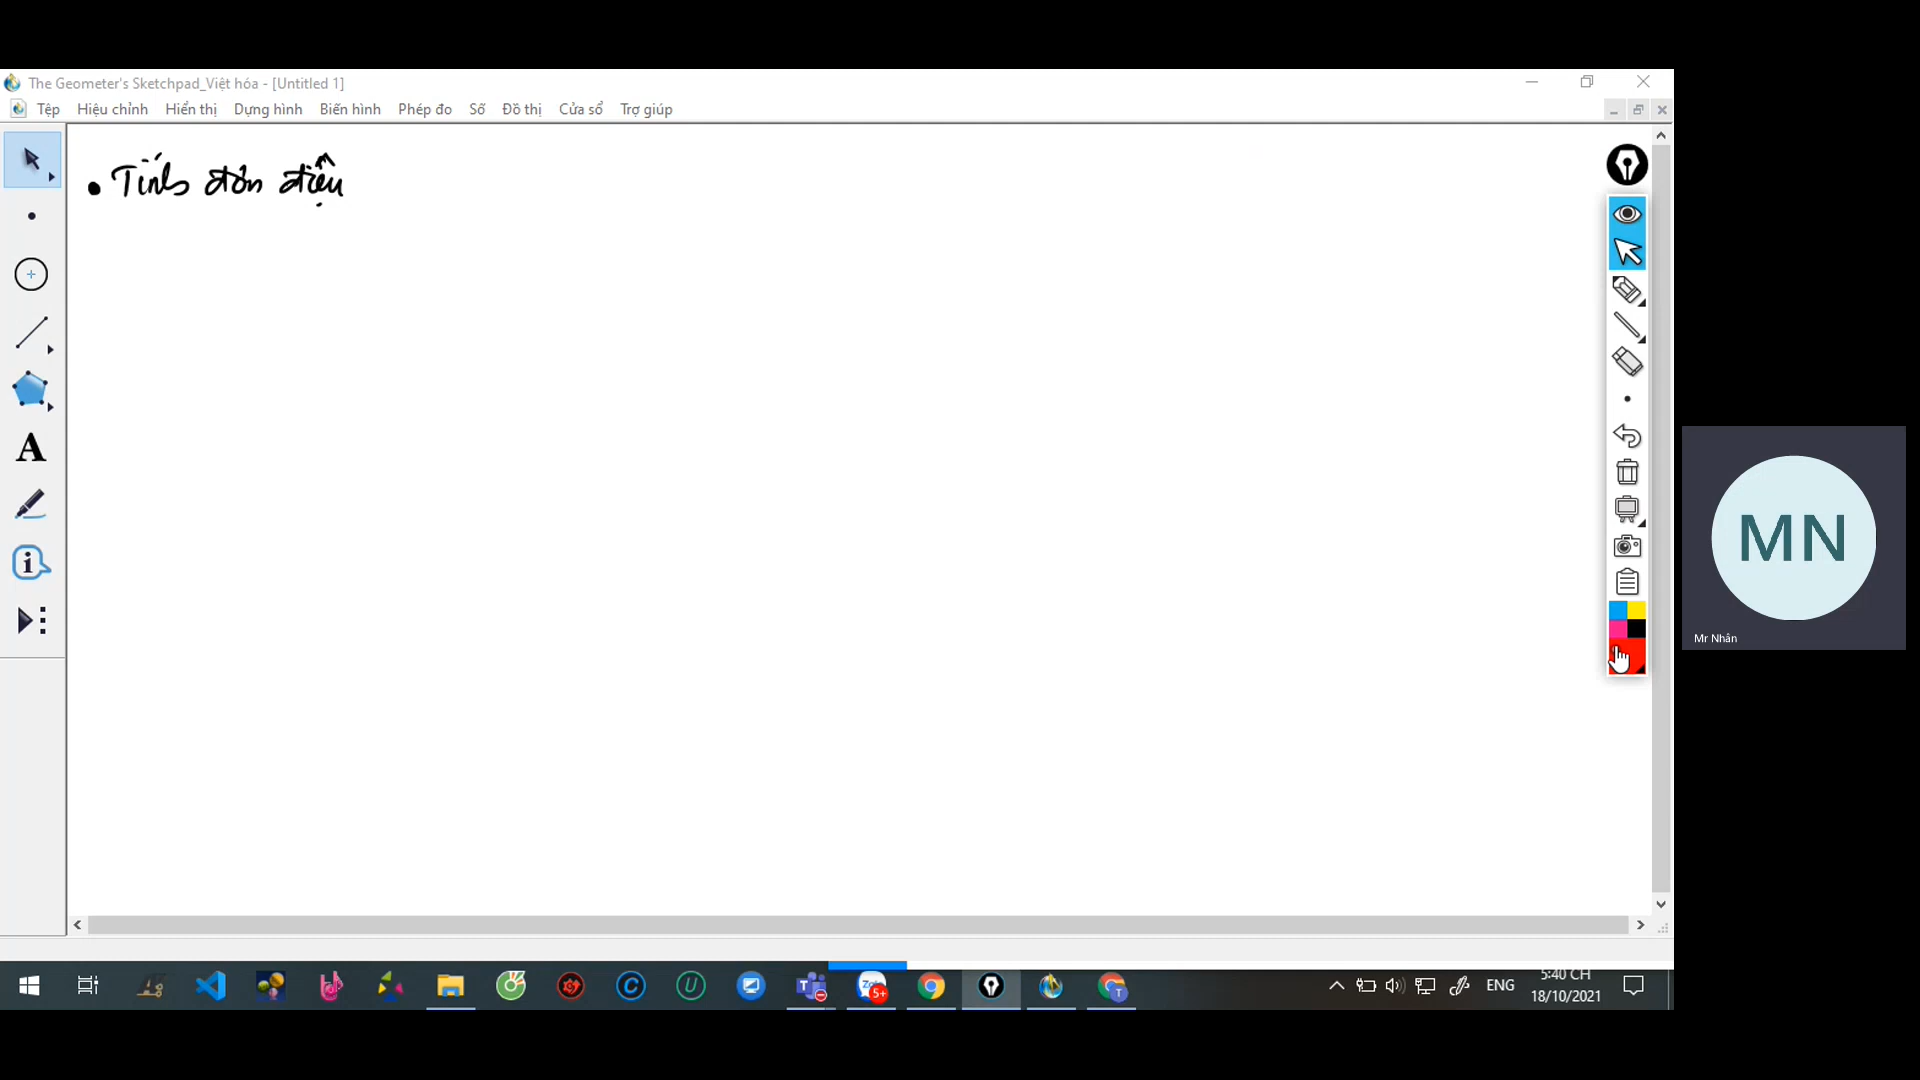 The Geometer's Sketchpad_Việt hóa - [Untitled 1]
Tệp Hiệu chỉnh Hiển thị Dựng hình Biến hình Phép đo Số Đồ thị Cửa sổ Trợ giúp
• Tính đơn điệu
A
MN
Mr Nhân
5+
ENG
5:40 CH
18/10/2021